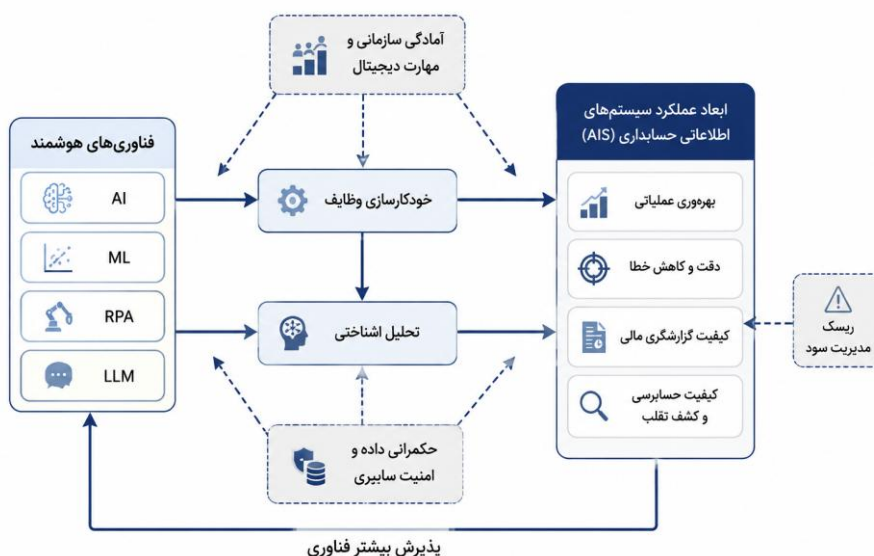 آمادگی سازمانی و
مهارت دیجیتال
ابعاد عملکرد سیستم‌های
اطلاعاتی حسابداری (AIS)
فناوری‌های هوشمند
AI
ML
RPA
LLM
خودکارسازی وظایف
تحلیل اشناختی
بهره‌وری عملیاتی
دقت و کاهش خطا
کیفیت گزارشگری مالی
کیفیت حسابرسی
و کشف تقلب
ریسک
مدیریت سود
حکمرانی داده و
امنیت سایبری
پذیرش بیشتر فناوری